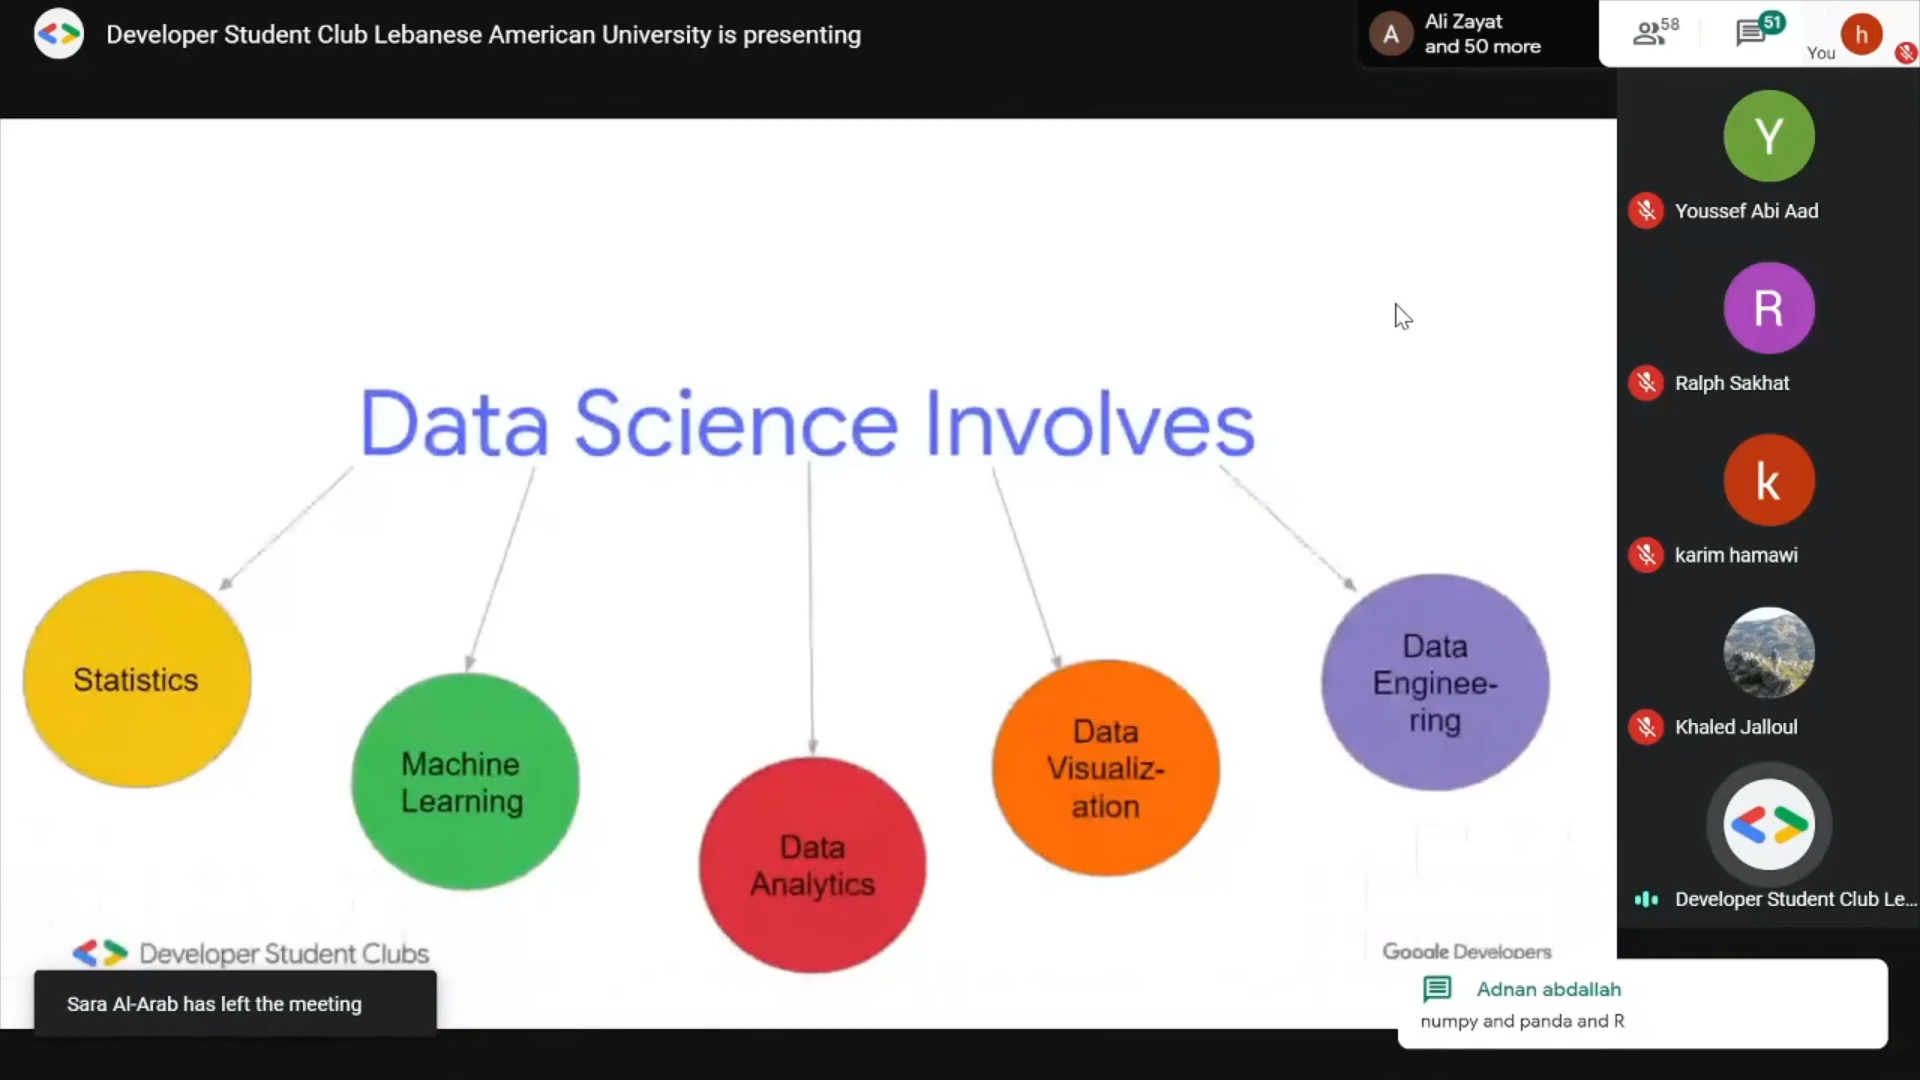 Developer Student Club Lebanese American University is presenting
A
Ali Zayat
and 50 more
58
51
You
h
Y
Youssef Abi Aad
R
Ralph Sakhat
k
karim hamawi
Khaled Jalloul
Developer Student Club Le...
Data Science Involves
Statistics
Machine
Learning
Data
Analytics
Data
Visualiz-
ation
Data
Enginee-
ring
Developer Student Clubs
Google Developers
Sara Al-Arab has left the meeting
Adnan abdallah
numpy and panda and R